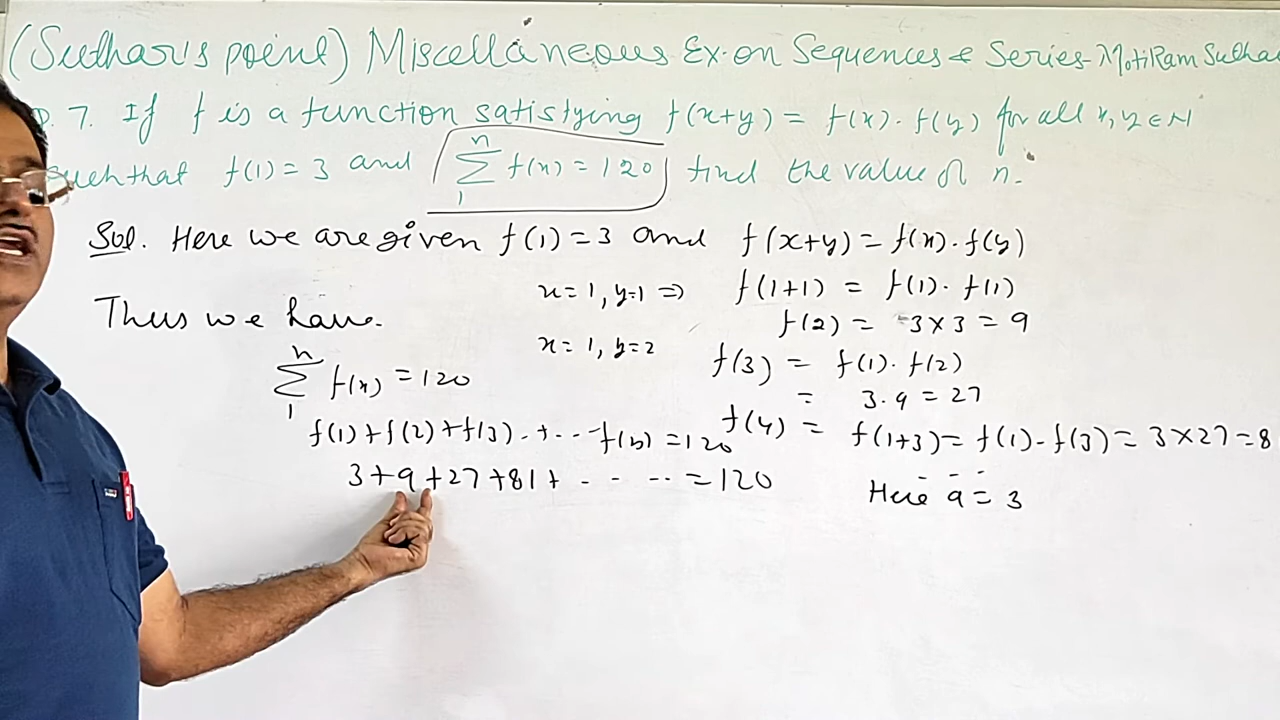 (Suthar's point) Miscellaneous Ex. on Sequences & Series - MotiRam Suthar
7. If f is a function satisfying f(x+y) = f(x) . f(y) for all x, y ∈ N
such that f(1) = 3 and ∑₁ⁿ f(x) = 120 find the value of n.
Sol. Here we are given f(1) = 3 and f(x+y) = f(x) . f(y)
x=1, y=1 ⇒ f(1+1) = f(1) . f(1)
Thus we have.
f(2) = 3×3 = 9
x=1, y=2 f(3) = f(1) . f(2)
∑₁ⁿ f(x) = 120
= 3.9 = 27
f(1)+f(2)+f(3) .+... f(n) = 120
f(4) = f(1+3) = f(1) - f(3) = 3×27 = 8
3+9+27+81+ - - -- = 120
Here a = 3